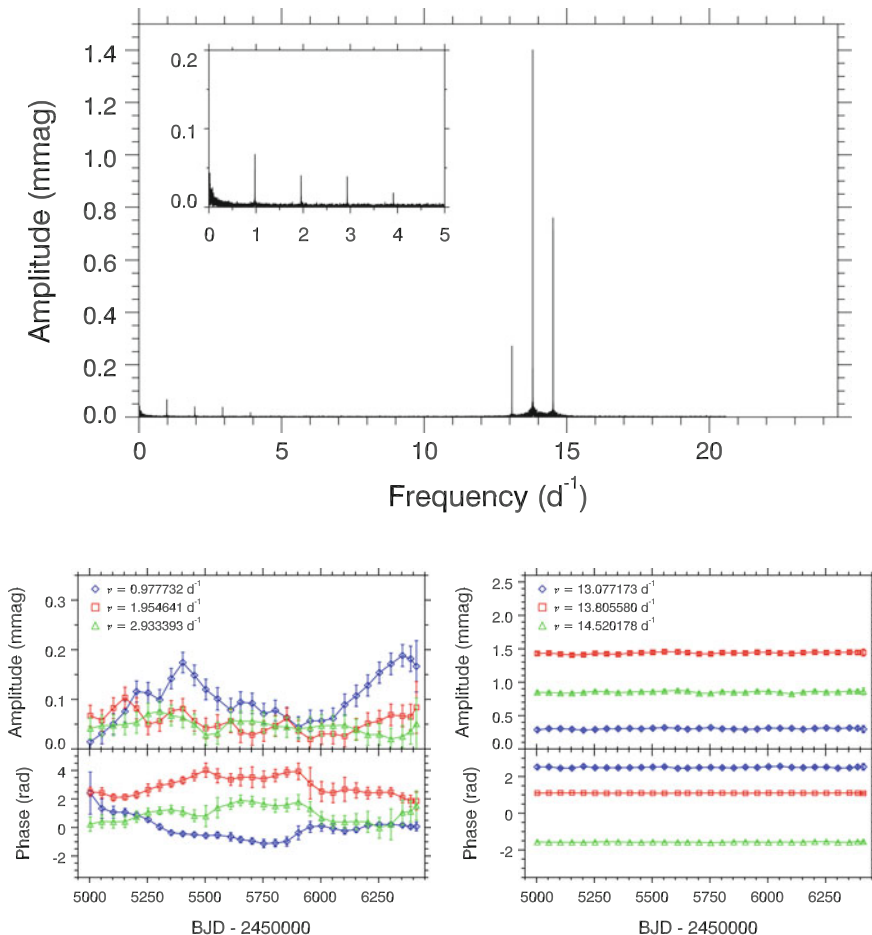 Amplitude (mmag)
1.4
1.2
1.0
0.8
0.6
0.4
0.2
0.0
0.2
0.1
0.0
0 1 2 3 4 5
0 5 10 15 20
Frequency (d-1)
Amplitude (mmag)
0.3
0.2
0.1
0.0
ν = 0.977732 d-1
ν = 1.954641 d-1
ν = 2.933393 d-1
Phase (rad)
4
2
0
-2
5000 5250 5500 5750 6000 6250
BJD - 2450000
Amplitude (mmag)
2.5
2.0
1.5
1.0
0.5
0.0
ν = 13.077173 d-1
ν = 13.805580 d-1
ν = 14.520178 d-1
Phase (rad)
2
0
-2
5000 5250 5500 5750 6000 6250
BJD - 2450000